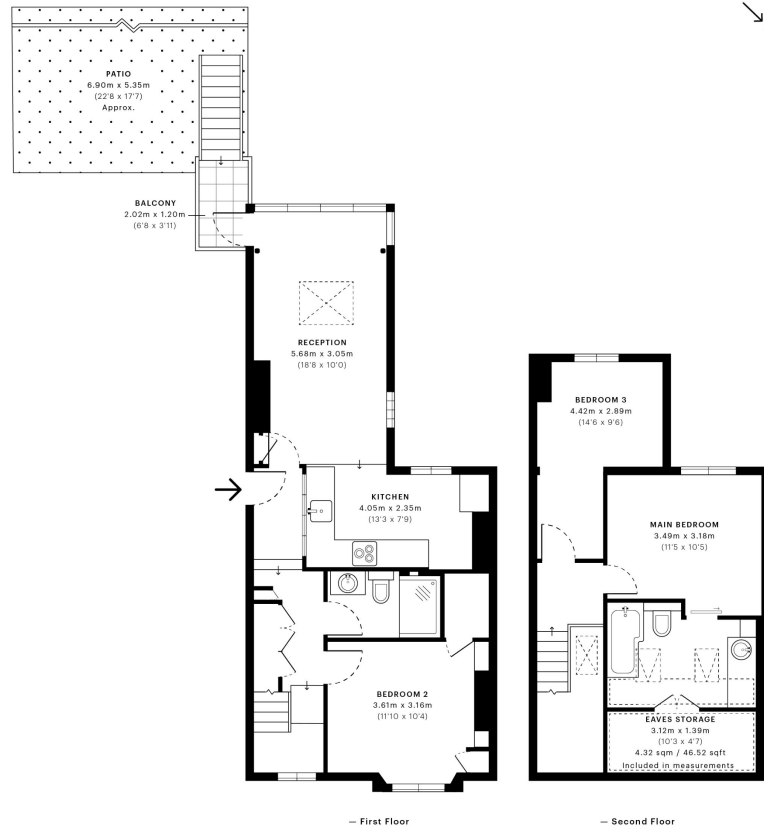 PATIO
6.90m x 5.35m
(22'8 x 17'7)
Approx.
BALCONY
2.02m x 1.20m
(6'8 x 3'11)
RECEPTION
5.68m x 3.05m
(18'8 x 10'0)
KITCHEN
4.05m x 2.35m
(13'3 x 7'9)
BEDROOM 2
3.61m x 3.16m
(11'10 x 10'4)
BEDROOM 3
4.42m x 2.89m
(14'6 x 9'6)
MAIN BEDROOM
3.49m x 3.18m
(11'5 x 10'5)
EAVES STORAGE
3.12m x 1.39m
(10'3 x 4'7)
4.32 sqm / 46.52 sqft
Included in measurements
— First Floor
— Second Floor